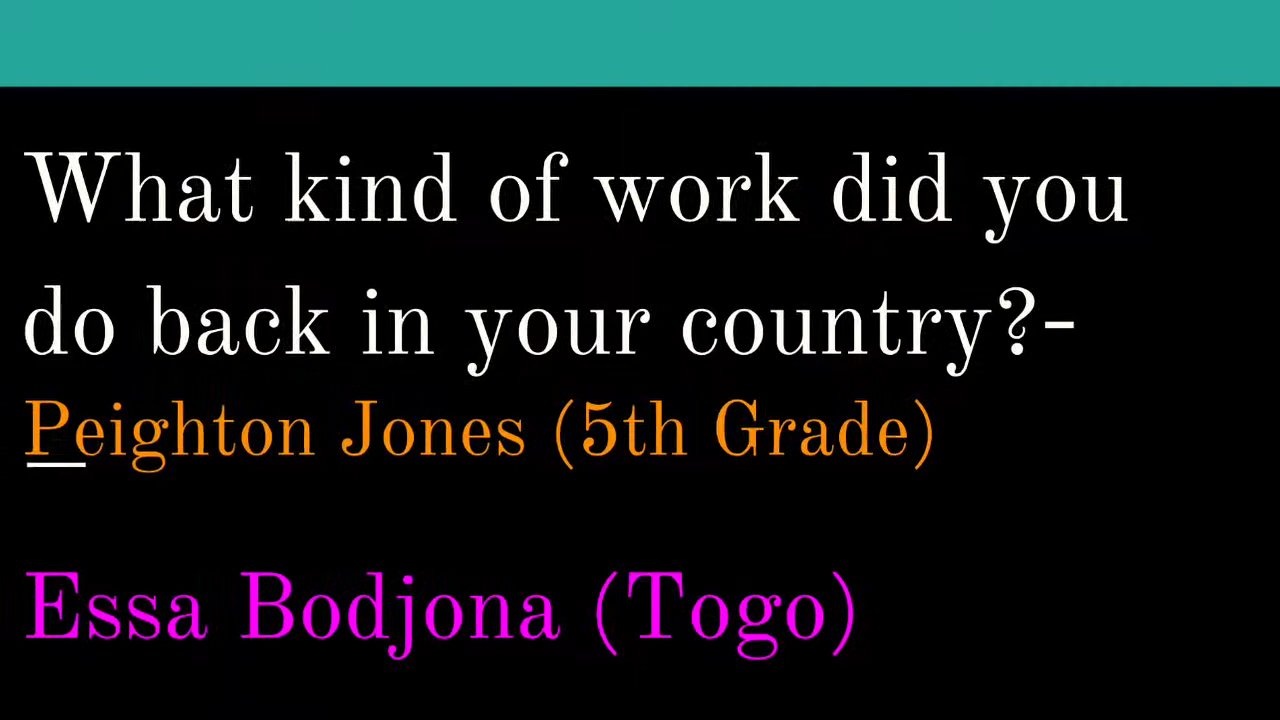 What kind of work did you
do back in your country?-
Peighton Jones (5th Grade)
Essa Bodjona (Togo)